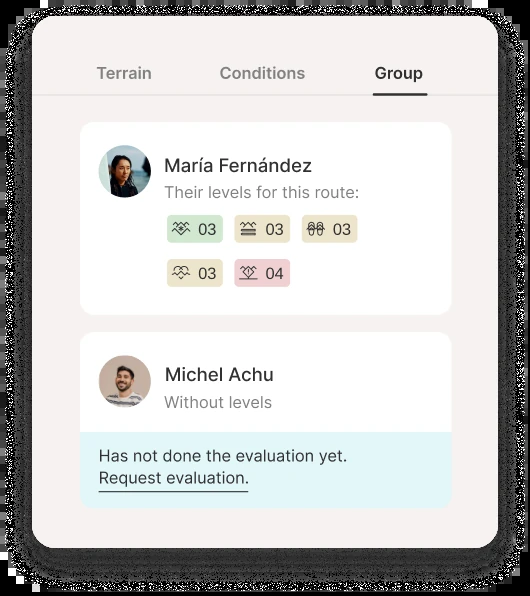 Terrain Conditions Group
María Fernández
Their levels for this route:
03 03 03
03 04
Michel Achu
Without levels
Has not done the evaluation yet.
Request evaluation.